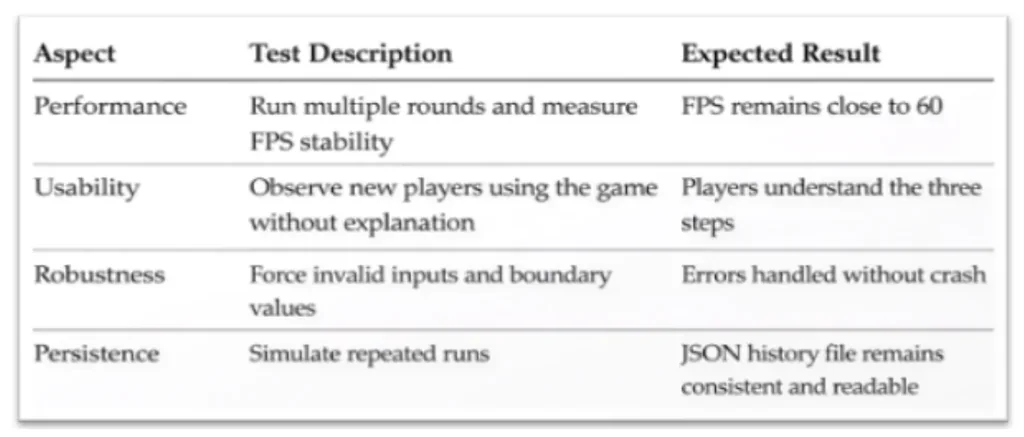 Aspect Test Description Expected Result
Performance Run multiple rounds and measure FPS remains close to 60
FPS stability
Usability Observe new players using the game Players understand the three
without explanation steps
Robustness Force invalid inputs and boundary Errors handled without crash
values
Persistence Simulate repeated runs JSON history file remains
consistent and readable